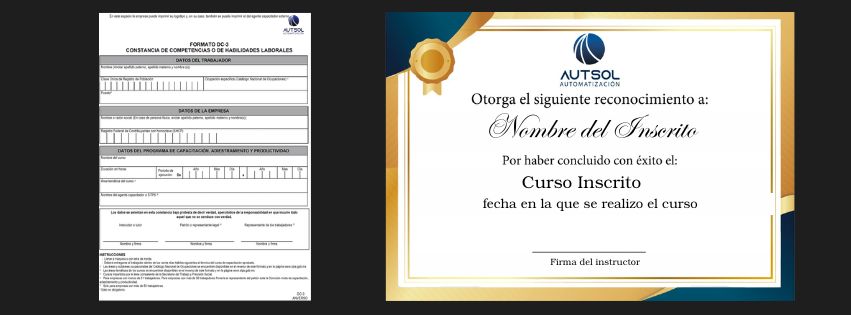 En este espacio la empresa puede imprimir su logotipo y, en su caso, también se puede imprimir el del agente capacitador externo.
AUTSOL
AUTOMATIZACIÓN
FORMATO DC-3
CONSTANCIA DE COMPETENCIAS O DE HABILIDADES LABORALES
DATOS DEL TRABAJADOR
Nombre (Anotar apellido paterno, apellido materno y nombre(s))
Clave Única de Registro de Población
Ocupación específica (Catálogo Nacional de Ocupaciones)
Puesto*
DATOS DE LA EMPRESA
Nombre o razón social (En caso de persona física, anotar apellido paterno, apellido materno y nombre(s))
Registro Federal de Contribuyentes con homoclave (SHCP)
DATOS DEL PROGRAMA DE CAPACITACIÓN, ADIESTRAMIENTO Y PRODUCTIVIDAD
Nombre del curso
Duración en horas
Periodo de ejecución: De
Año Mes Día
a
Año Mes Día
Área temática del curso
Nombre del agente capacitador o STPS
Los datos se asientan en esta constancia bajo protesta de decir verdad, apercibidos de la responsabilidad en que incurre todo
aquel que no se conduce con verdad.
Instructor o tutor
Patrón o representante legal
Representante de los trabajadores
Nombre y firma
Nombre y firma
Nombre y firma
INSTRUCCIONES
DC-3
ANVERSO
AUTSOL
AUTOMATIZACIÓN
Otorga el siguiente reconocimiento a:
Nombre del Inscrito
Por haber concluido con éxito el:
Curso Inscrito
fecha en la que se realizo el curso
Firma del instructor